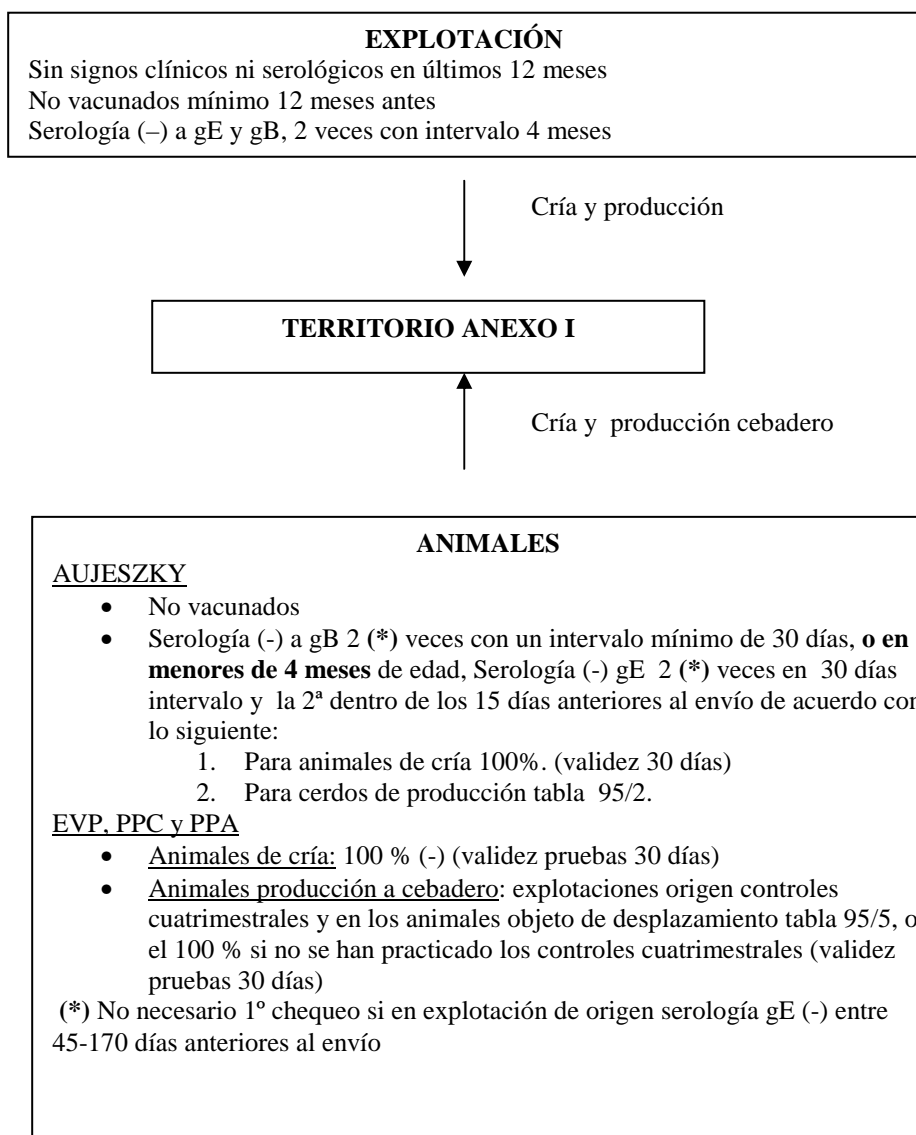 EXPLOTACIÓN
Sin signos clínicos ni serológicos en últimos 12 meses
No vacunados mínimo 12 meses antes
Serología (–) a gE y gB, 2 veces con intervalo 4 meses
Cría y producción
TERRITORIO ANEXO I
Cría y  producción cebadero
ANIMALES
AUJESZKY
• No vacunados
• Serología (-) a gB 2 (*) veces con un intervalo mínimo de 30 días, o en
menores de 4 meses de edad, Serología (-) gE  2 (*) veces en  30 días
intervalo y  la 2ª dentro de los 15 días anteriores al envío de acuerdo con
lo siguiente:
1. Para animales de cría 100%. (validez 30 días)
2. Para cerdos de producción tabla  95/2.
EVP, PPC y PPA
• Animales de cría: 100 % (-) (validez pruebas 30 días)
• Animales producción a cebadero: explotaciones origen controles
cuatrimestrales y en los animales objeto de desplazamiento tabla 95/5, o
el 100 % si no se han practicado los controles cuatrimestrales (validez
pruebas 30 días)
(*) No necesario 1º chequeo si en explotación de origen serología gE (-) entre
45-170 días anteriores al envío